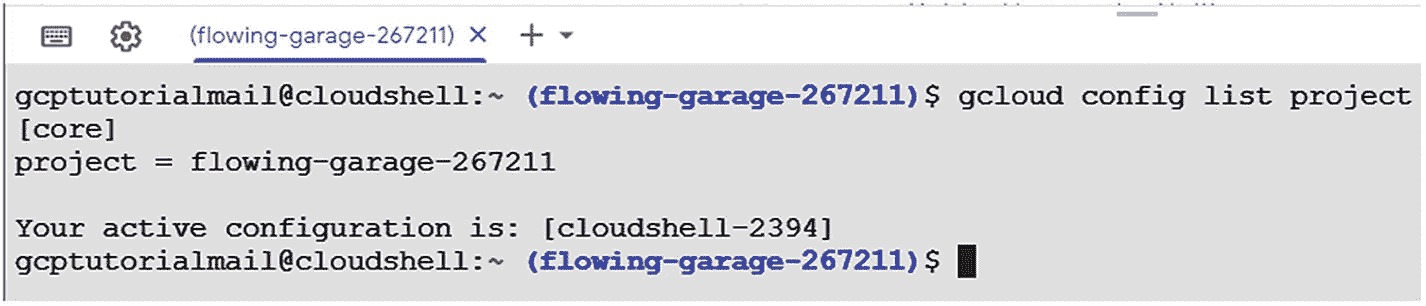 (flowing-garage-267211) X + 
gcptutorialmail@cloudshell:~ (flowing-garage-267211)$ gcloud config list project
[core]
project = flowing-garage-267211
Your active configuration is: [cloudshell-2394]
gcptutorialmail@cloudshell:~ (flowing-garage-267211)$